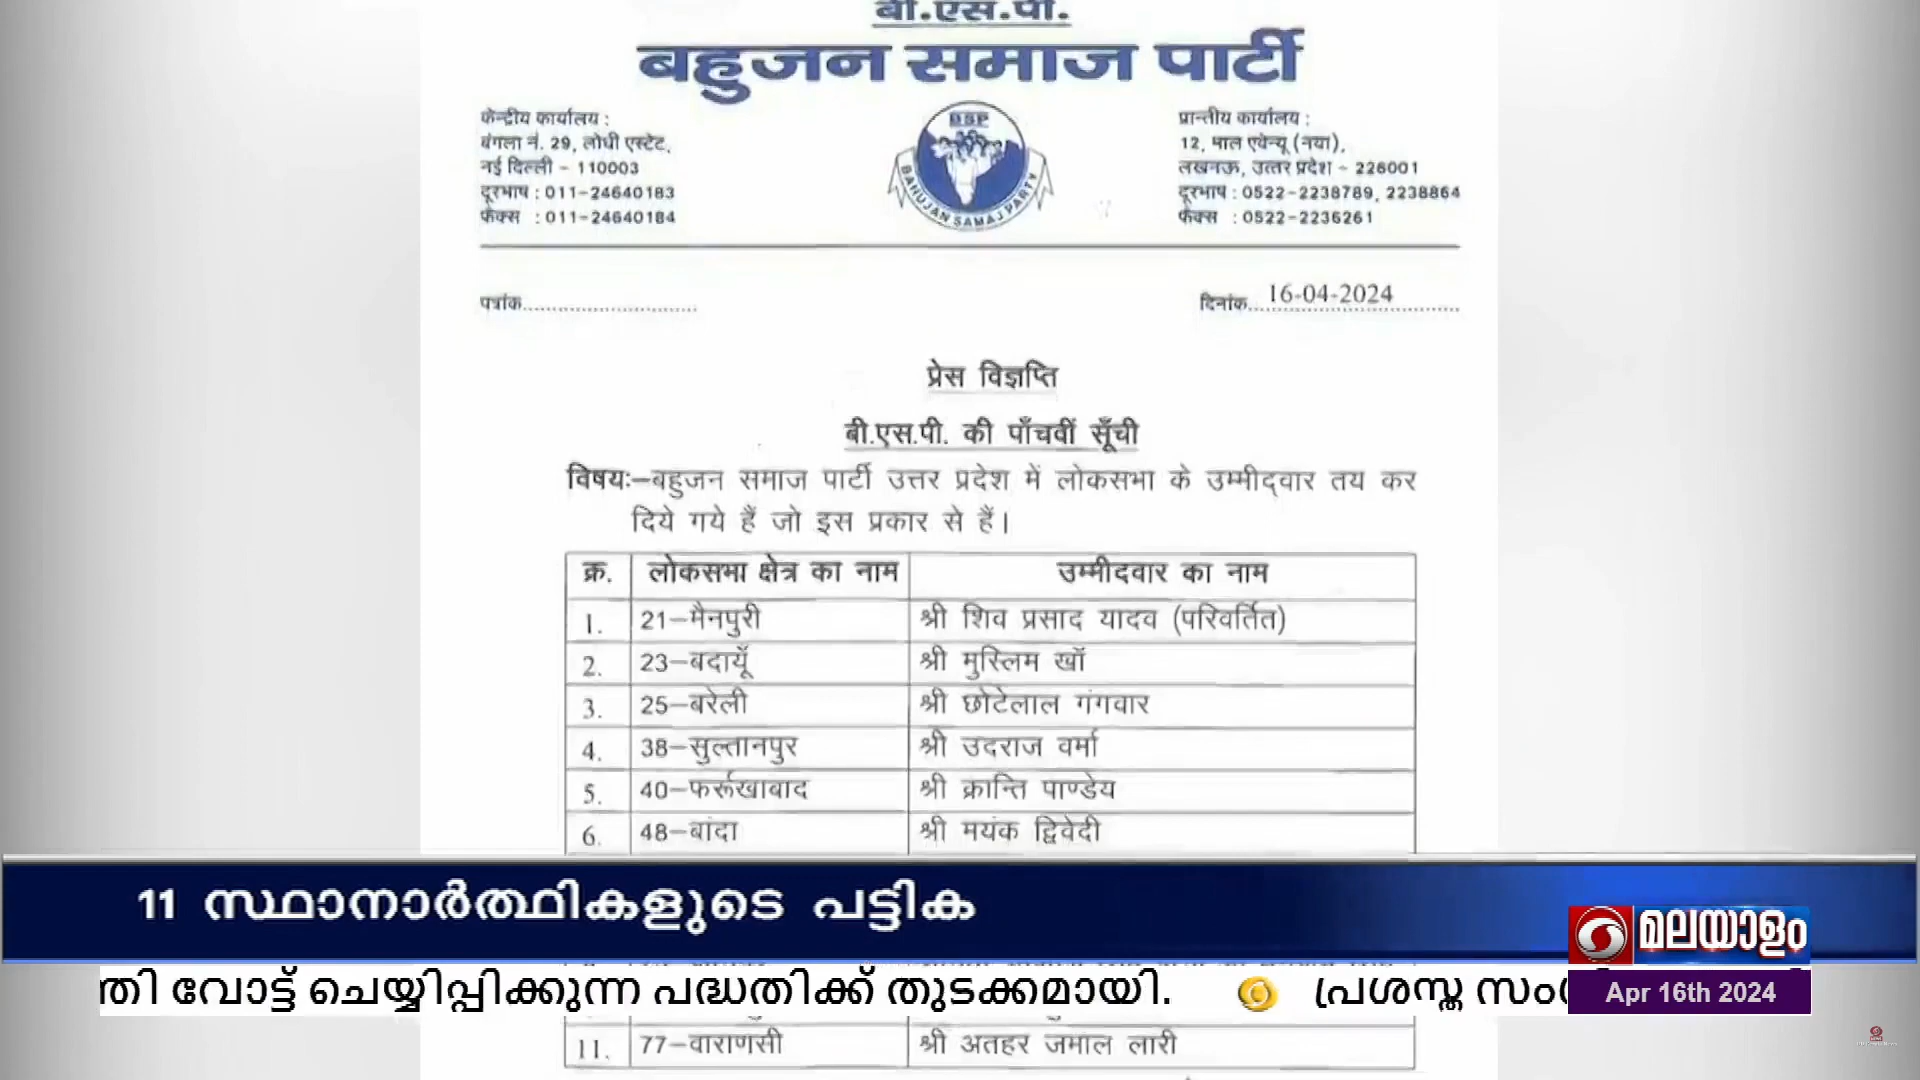 बी.एस.पी.
बहुजन समाज पार्टी
केन्द्रीय कार्यालय :
बंगला नं. 29, लोधी एस्टेट,
नई दिल्ली - 110003
दूरभाष : 011-24640183
फैक्स : 011-24640184
BSP
BAHUJAN SAMAJ PARTY
प्रान्तीय कार्यालय :
12, माल एवेन्यू (नया),
लखनऊ, उत्तर प्रदेश - 226001
दूरभाष : 0522-2238789, 2238864
फैक्स : 0522-2236261
पत्रांक..............................
दिनांक... 16-04-2024
प्रेस विज्ञप्ति
बी.एस.पी. की पाँचवीं सूँची
विषयः-बहुजन समाज पार्टी उत्तर प्रदेश में लोकसभा के उम्मीद्वार तय कर
दिये गये हैं जो इस प्रकार से हैं।
क्र. लोकसभा क्षेत्र का नाम उम्मीदवार का नाम
1. 21-मैनपुरी श्री शिव प्रसाद यादव (परिवर्तित)
2. 23-बदायूँ श्री मुस्लिम खॉ
3. 25-बरेली श्री छोटेलाल गंगवार
4. 38-सुल्तानपुर श्री उदराज वर्मा
5. 40-फर्रूखाबाद श्री क्रान्ति पाण्डेय
6. 48-बांदा श्री मयंक द्विवेदी
11 സ്ഥാനാർത്ഥികളുടെ പട്ടിക
മലയാളം
തി വോട്ട് ചെയ്യിപ്പിക്കുന്ന പദ്ധതിക്ക് തുടക്കമായി. പ്രശസ്ത
Apr 16th 2024
11. 77-वाराणसी श्री अतहर जमाल लारी